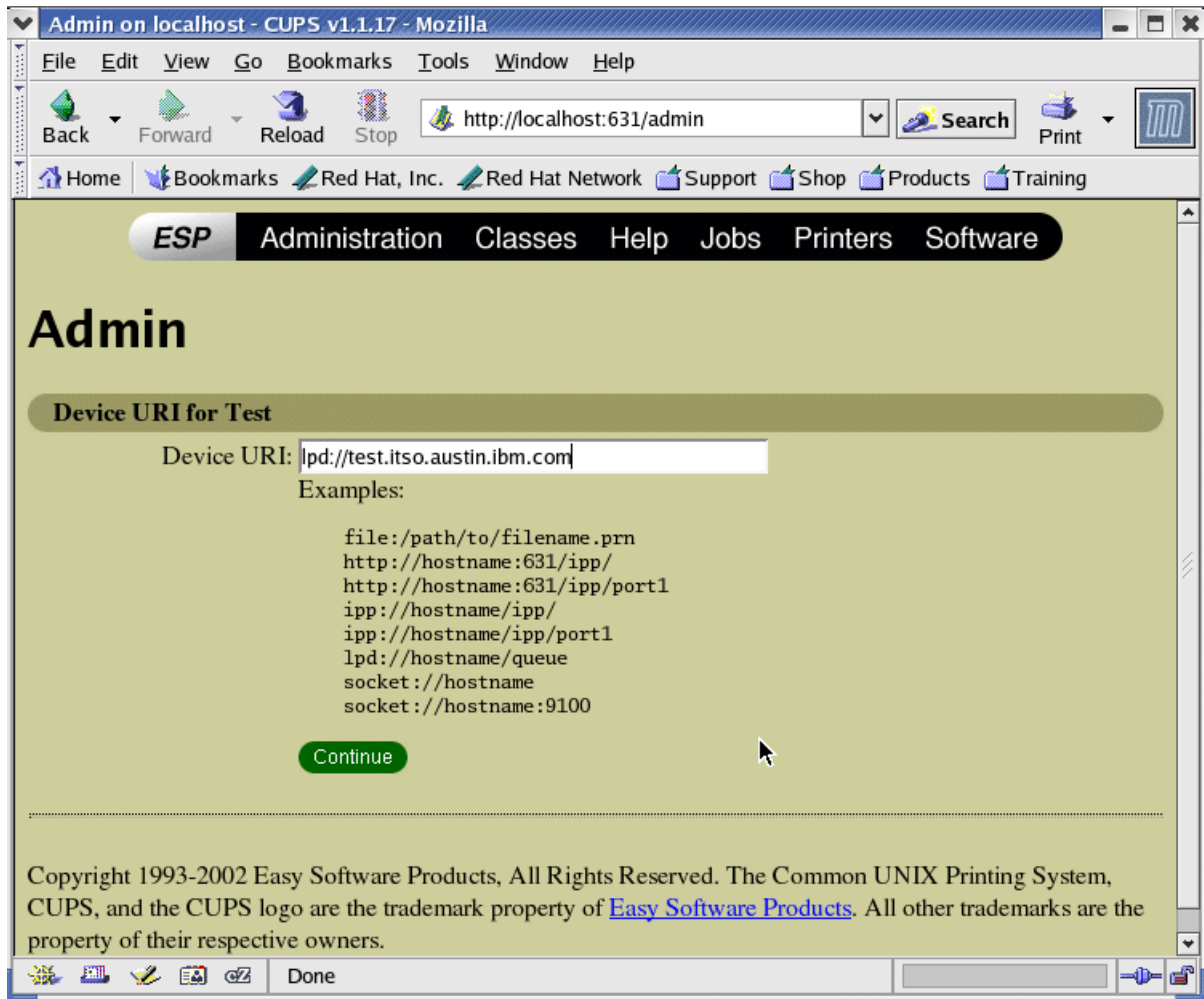 Admin on localhost - CUPS v1.1.17 - Mozilla
File Edit View Go Bookmarks Tools Window Help
Back Forward Reload Stop http://localhost:631/admin Search Print
Home Bookmarks Red Hat, Inc. Red Hat Network Support Shop Products Training
ESP Administration Classes Help Jobs Printers Software
Admin
Device URI for Test
Device URI: lpd://test.itso.austin.ibm.com
Examples:
file:/path/to/filename.prn
http://hostname:631/ipp/
http://hostname:631/ipp/port1
ipp://hostname/ipp/
ipp://hostname/ipp/port1
lpd://hostname/queue
socket://hostname
socket://hostname:9100
Continue
Copyright 1993-2002 Easy Software Products, All Rights Reserved. The Common UNIX Printing System,
CUPS, and the CUPS logo are the trademark property of Easy Software Products. All other trademarks are the
property of their respective owners.
Done